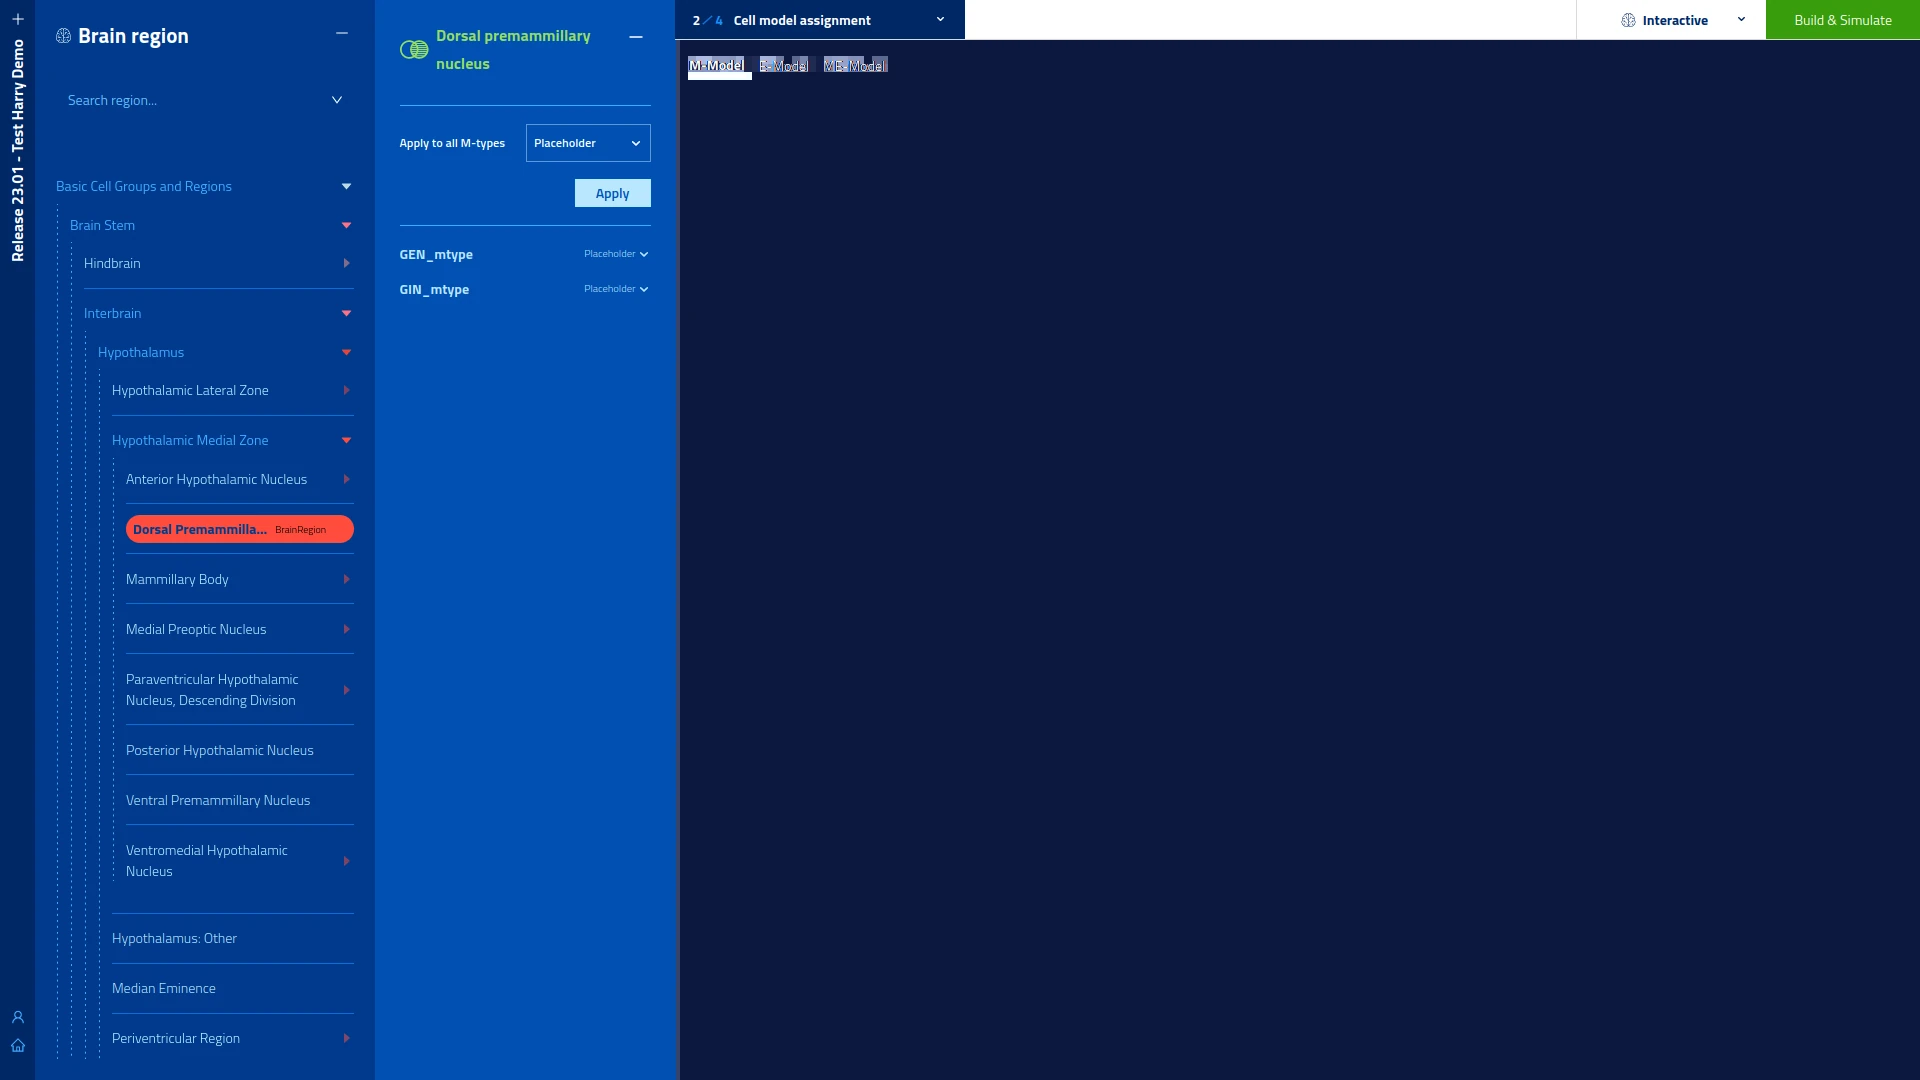 Release 23.01 - Test Harry Demo
Brain region
Search region...
Basic Cell Groups and Regions
Brain Stem
Hindbrain
Interbrain
Hypothalamus
Hypothalamic Lateral Zone
Hypothalamic Medial Zone
Anterior Hypothalamic Nucleus
Dorsal Premammilla... BrainRegion
Mammillary Body
Medial Preoptic Nucleus
Paraventricular Hypothalamic
Nucleus, Descending Division
Posterior Hypothalamic Nucleus
Ventral Premammillary Nucleus
Ventromedial Hypothalamic
Nucleus
Hypothalamus: Other
Median Eminence
Periventricular Region
Dorsal premammillary
nucleus
Apply to all M-types Placeholder
Apply
GEN_mtype Placeholder
GIN_mtype Placeholder
2 / 4 Cell model assignment
Interactive
Build & Simulate
M-Model E-Model ME-Model